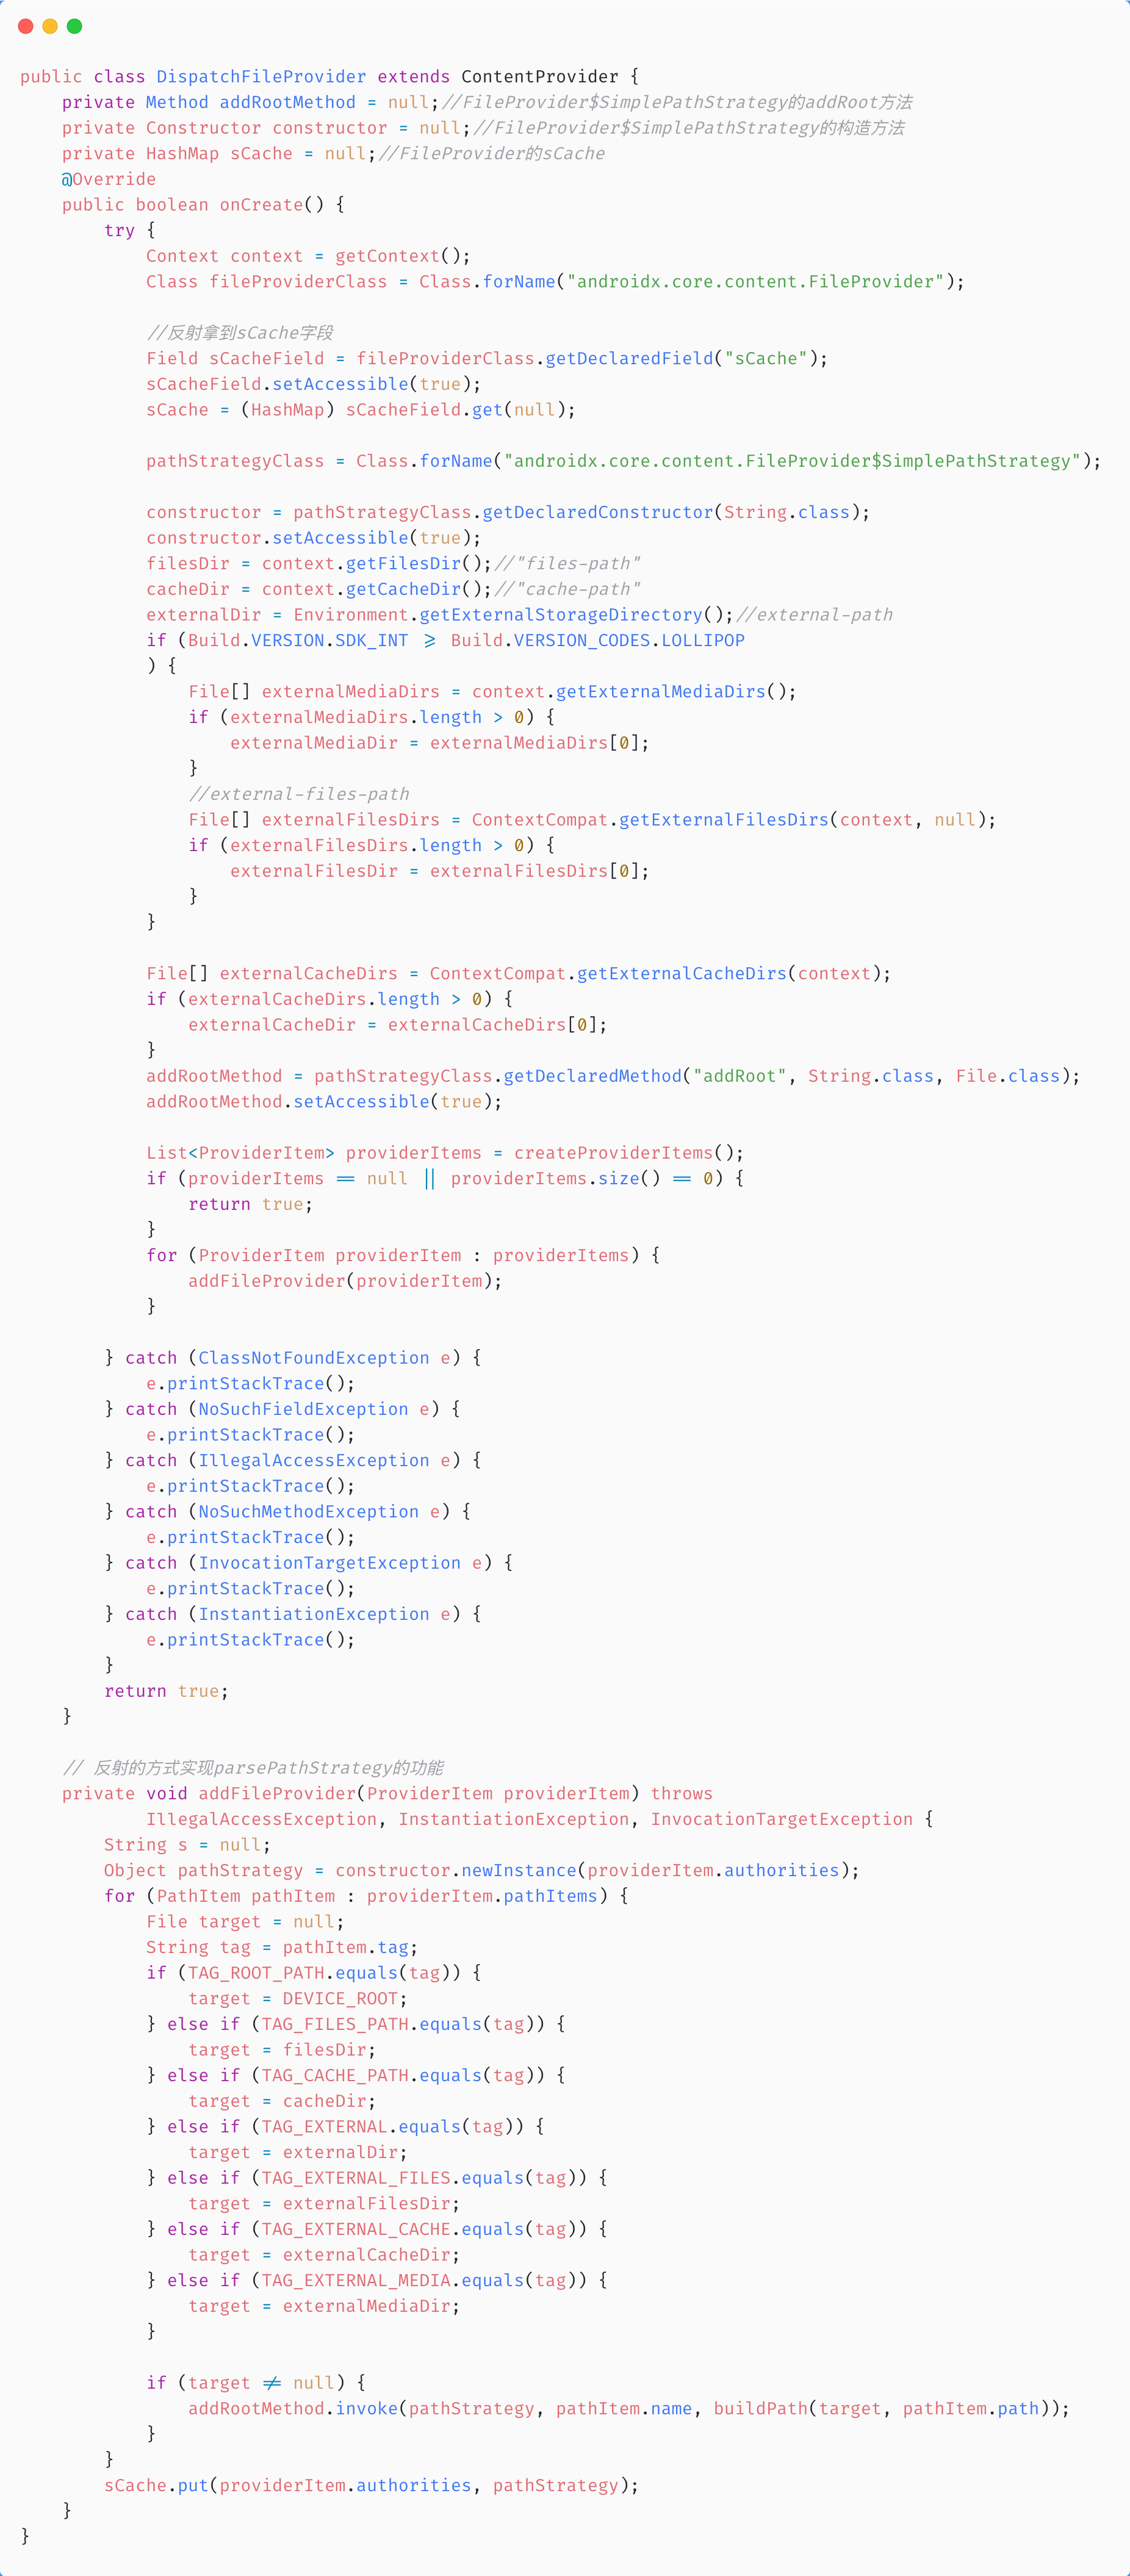 public class DispatchFileProvider extends ContentProvider {
    private Method addRootMethod = null;//FileProvider$SimplePathStrategy的addRoot方法
    private Constructor constructor = null;//FileProvider$SimplePathStrategy的构造方法
    private HashMap sCache = null;//FileProvider的sCache
    @Override
    public boolean onCreate() {
        try {
            Context context = getContext();
            Class fileProviderClass = Class.forName("androidx.core.content.FileProvider");

            //反射拿到sCache字段
            Field sCacheField = fileProviderClass.getDeclaredField("sCache");
            sCacheField.setAccessible(true);
            sCache = (HashMap) sCacheField.get(null);

            pathStrategyClass = Class.forName("androidx.core.content.FileProvider$SimplePathStrategy");

            constructor = pathStrategyClass.getDeclaredConstructor(String.class);
            constructor.setAccessible(true);
            filesDir = context.getFilesDir();//"files-path"
            cacheDir = context.getCacheDir();//"cache-path"
            externalDir = Environment.getExternalStorageDirectory();//external-path
            if (Build.VERSION.SDK_INT >= Build.VERSION_CODES.LOLLIPOP
            ) {
                File[] externalMediaDirs = context.getExternalMediaDirs();
                if (externalMediaDirs.length > 0) {
                    externalMediaDir = externalMediaDirs[0];
                }
                //external-files-path
                File[] externalFilesDirs = ContextCompat.getExternalFilesDirs(context, null);
                if (externalFilesDirs.length > 0) {
                    externalFilesDir = externalFilesDirs[0];
                }
            }

            File[] externalCacheDirs = ContextCompat.getExternalCacheDirs(context);
            if (externalCacheDirs.length > 0) {
                externalCacheDir = externalCacheDirs[0];
            }
            addRootMethod = pathStrategyClass.getDeclaredMethod("addRoot", String.class, File.class);
            addRootMethod.setAccessible(true);

            List<ProviderItem> providerItems = createProviderItems();
            if (providerItems == null || providerItems.size() == 0) {
                return true;
            }
            for (ProviderItem providerItem : providerItems) {
                addFileProvider(providerItem);
            }

        } catch (ClassNotFoundException e) {
            e.printStackTrace();
        } catch (NoSuchFieldException e) {
            e.printStackTrace();
        } catch (IllegalAccessException e) {
            e.printStackTrace();
        } catch (NoSuchMethodException e) {
            e.printStackTrace();
        } catch (InvocationTargetException e) {
            e.printStackTrace();
        } catch (InstantiationException e) {
            e.printStackTrace();
        }
        return true;
    }

    // 反射的方式实现parsePathStrategy的功能
    private void addFileProvider(ProviderItem providerItem) throws
            IllegalAccessException, InstantiationException, InvocationTargetException {
        String s = null;
        Object pathStrategy = constructor.newInstance(providerItem.authorities);
        for (PathItem pathItem : providerItem.pathItems) {
            File target = null;
            String tag = pathItem.tag;
            if (TAG_ROOT_PATH.equals(tag)) {
                target = DEVICE_ROOT;
            } else if (TAG_FILES_PATH.equals(tag)) {
                target = filesDir;
            } else if (TAG_CACHE_PATH.equals(tag)) {
                target = cacheDir;
            } else if (TAG_EXTERNAL.equals(tag)) {
                target = externalDir;
            } else if (TAG_EXTERNAL_FILES.equals(tag)) {
                target = externalFilesDir;
            } else if (TAG_EXTERNAL_CACHE.equals(tag)) {
                target = externalCacheDir;
            } else if (TAG_EXTERNAL_MEDIA.equals(tag)) {
                target = externalMediaDir;
            }

            if (target != null) {
                addRootMethod.invoke(pathStrategy, pathItem.name, buildPath(target, pathItem.path));
            }
        }
        sCache.put(providerItem.authorities, pathStrategy);
    }
}